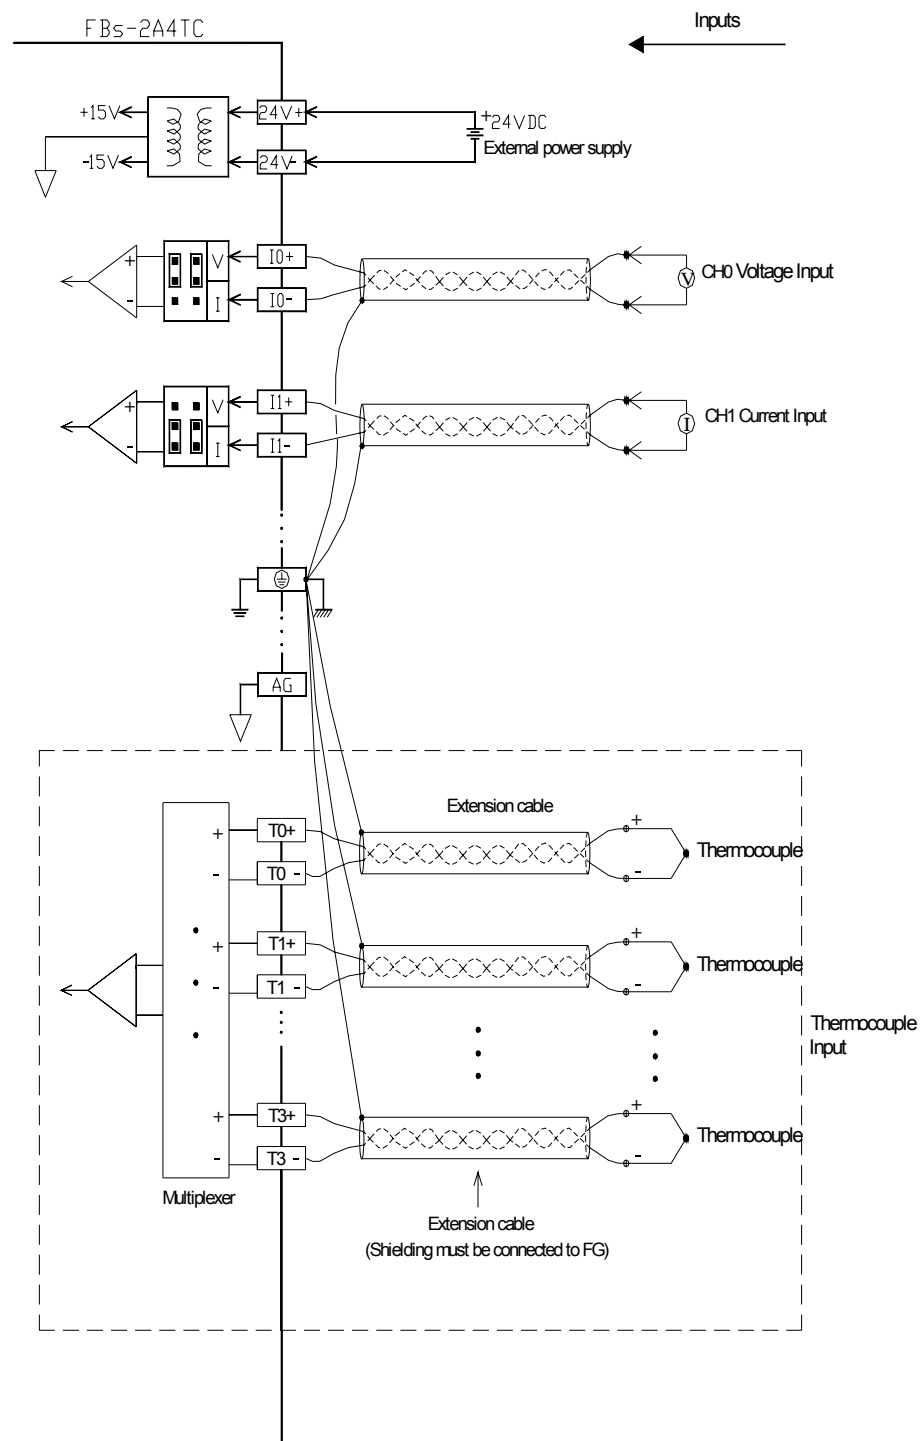 FBs-2A4TC
Inputs
+15V
24V+
+24VDC
External power supply
-15V
24V-
+
V
I0+
-
I
I0-
V
CH0 Voltage Input
+
V
I1+
-
I
I1-
I
CH1 Current Input
AG
Extension cable
+
T0+
+
Thermocouple
-
T0 -
-
+
T1+
+
Thermocouple
-
T1 -
-
Thermocouple
Input
+
T3+
+
Thermocouple
-
T3 -
-
Multiplexer
Extension cable
(Shielding must be connected to FG)